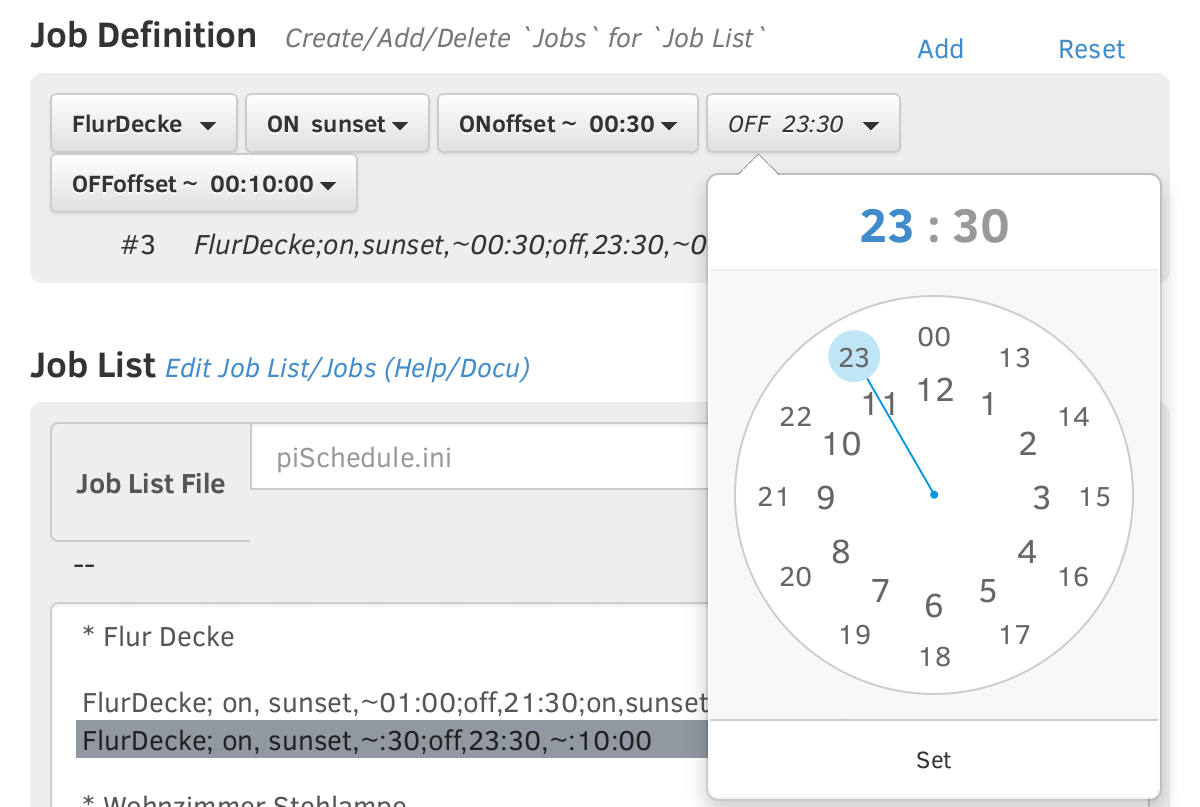 Job Definition Create/Add/Delete `Jobs` for `Job List` Add Reset
FlurDecke ON sunset ONoffset ~ 00:30 OFF 23:30
OFFoffset ~ 00:10:00
#3 FlurDecke;on,sunset,~00:30;off,23:30,~0
Job List Edit Job List/Jobs (Help/Docu)
Job List File piSchedule.ini
--
* Flur Decke
FlurDecke; on, sunset,~01:00;off,21:30;on,sunset
FlurDecke; on, sunset,~:30;off,23:30,~:10:00
* Wohnzimmer Stehlampe
23 : 30
00
23 13
12
11 1
22 14
10 2
21 9 3 15
8 4
20 16
7 5
6
19 17
18
Set